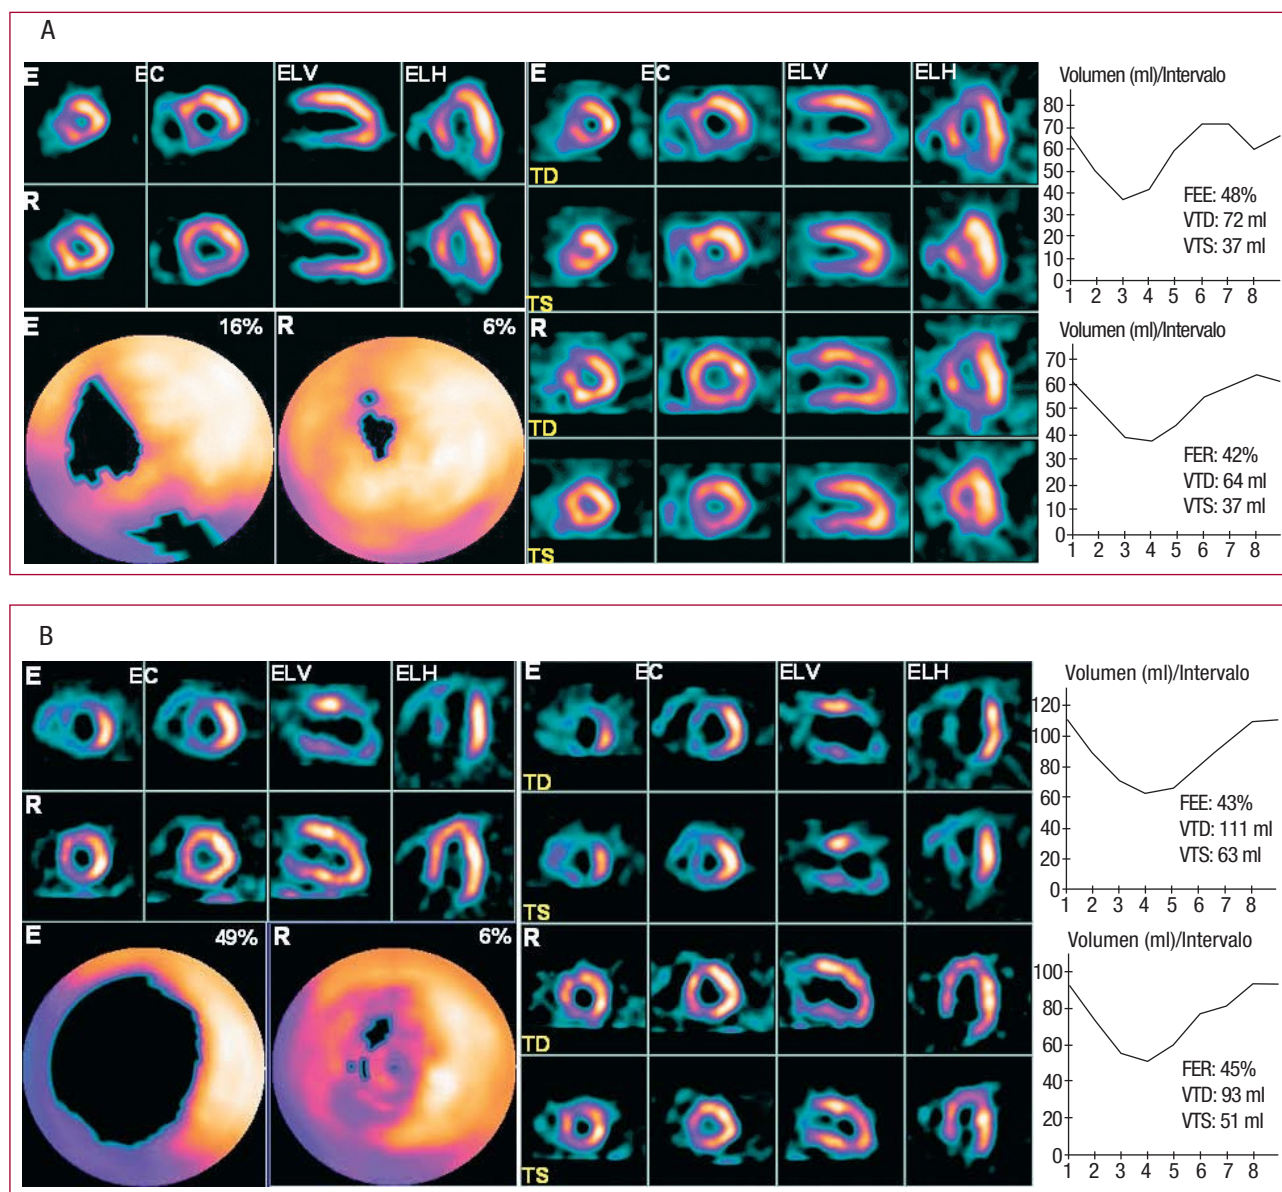 A
E EC ELV ELH
R
E 16% R 6%
E EC ELV ELH
TD
TS
R
TD
TS
Volumen (ml)/Intervalo
80
70
60
50
40
30
20
10
0
1 2 3 4 5 6 7 8
FEE: 48%
VTD: 72 ml
VTS: 37 ml
Volumen (ml)/Intervalo
70
60
50
40
30
20
10
0
1 2 3 4 5 6 7 8
FER: 42%
VTD: 64 ml
VTS: 37 ml
B
E EC ELV ELH
R
E 49% R 6%
E EC ELV ELH
TD
TS
R
TD
TS
Volumen (ml)/Intervalo
120
100
80
60
40
20
0
1 2 3 4 5 6 7 8
FEE: 43%
VTD: 111 ml
VTS: 63 ml
Volumen (ml)/Intervalo
100
80
60
40
20
0
1 2 3 4 5 6 7 8
FER: 45%
VTD: 93 ml
VTS: 51 ml